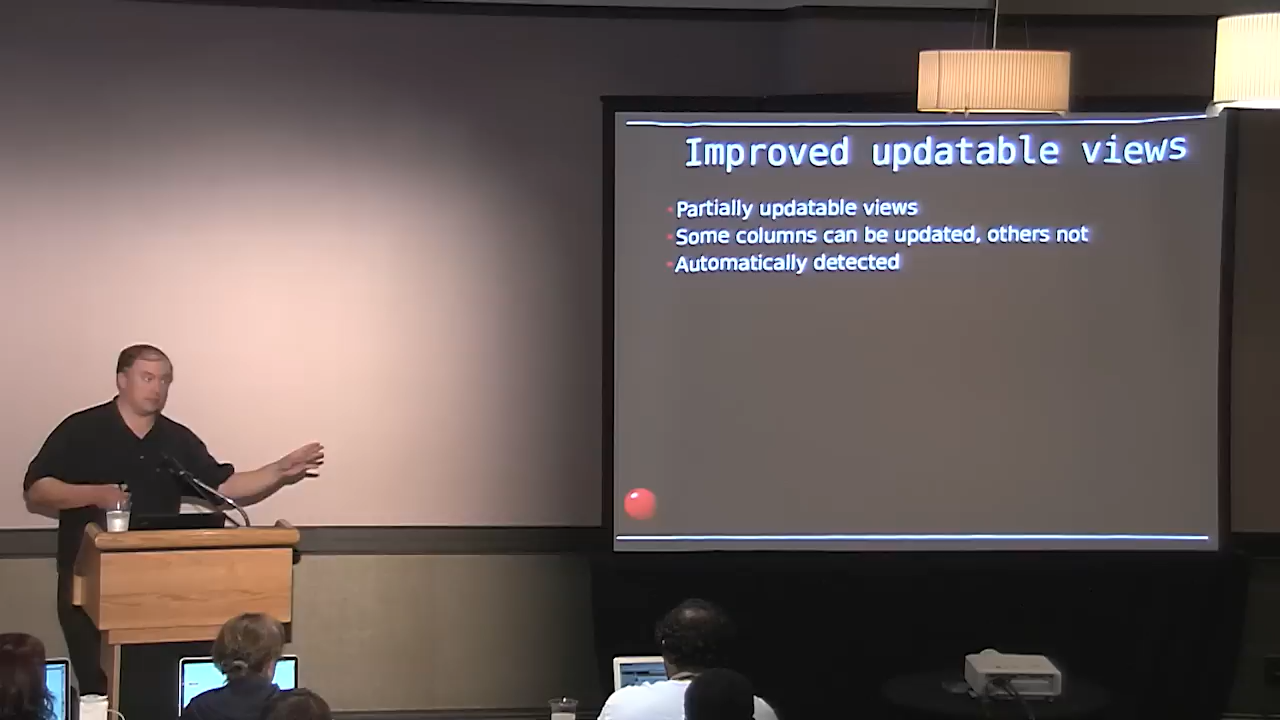 Improved updatable views
Partially updatable views
Some columns can be updated, others not
Automatically detected